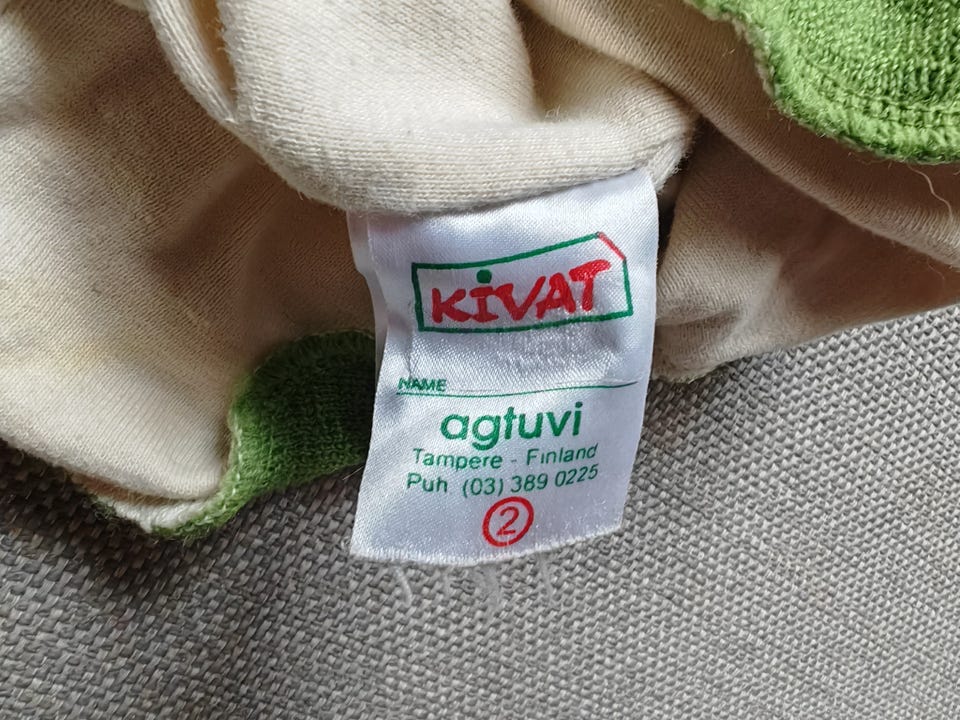 KiVAT
NAME
agtuvi
Tampere - Finland
Puh (03) 389 0225
2